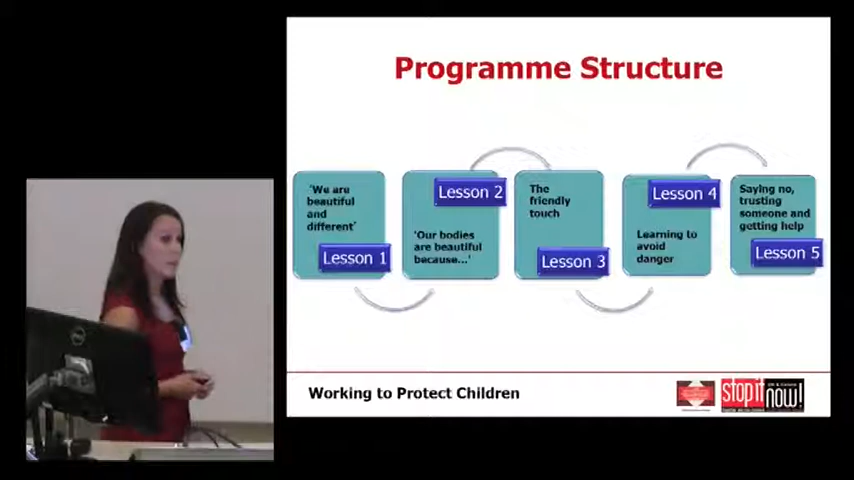 Programme Structure
'We are
beautiful
and
different'
Lesson 1
Lesson 2
'Our bodies
are beautiful
because...'
The
friendly
touch
Lesson 3
Lesson 4
Learning to
avoid
danger
Saying no,
trusting
someone and
getting help
Lesson 5
Working to Protect Children
stop it
now!